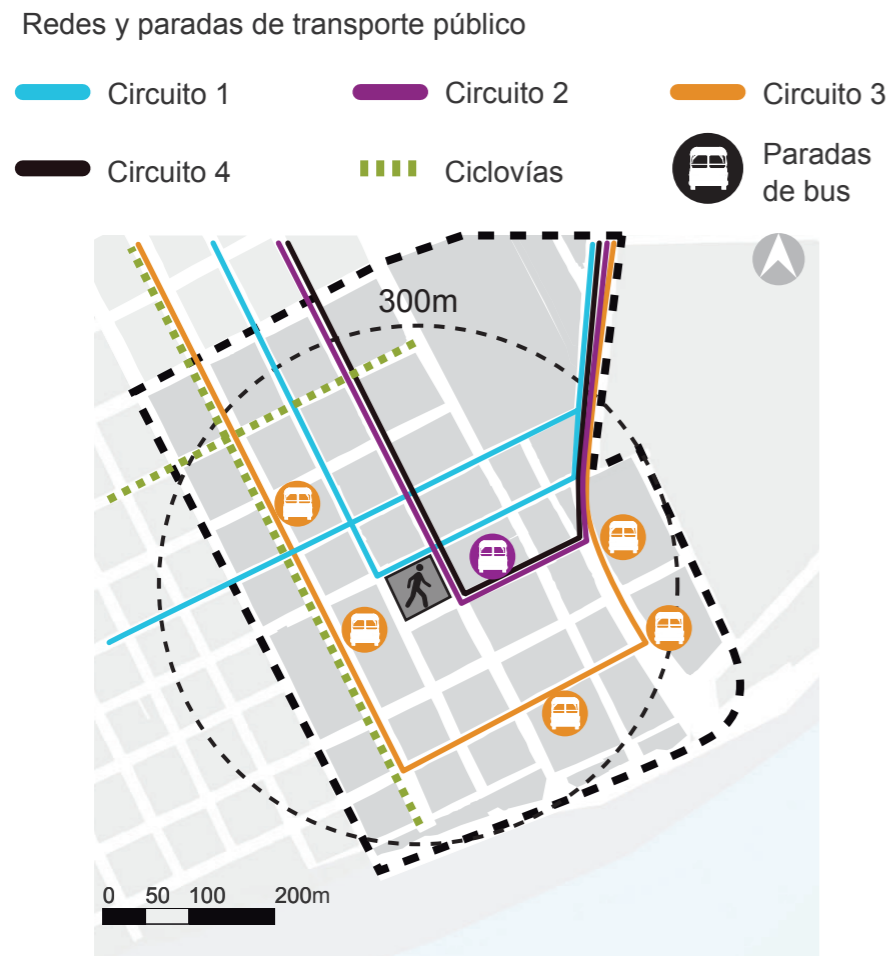 Redes y paradas de transporte público
Circuito 1
Circuito 2
Circuito 3
Circuito 4
Ciclovías
Paradas
de bus
300m
0 50 100 200m